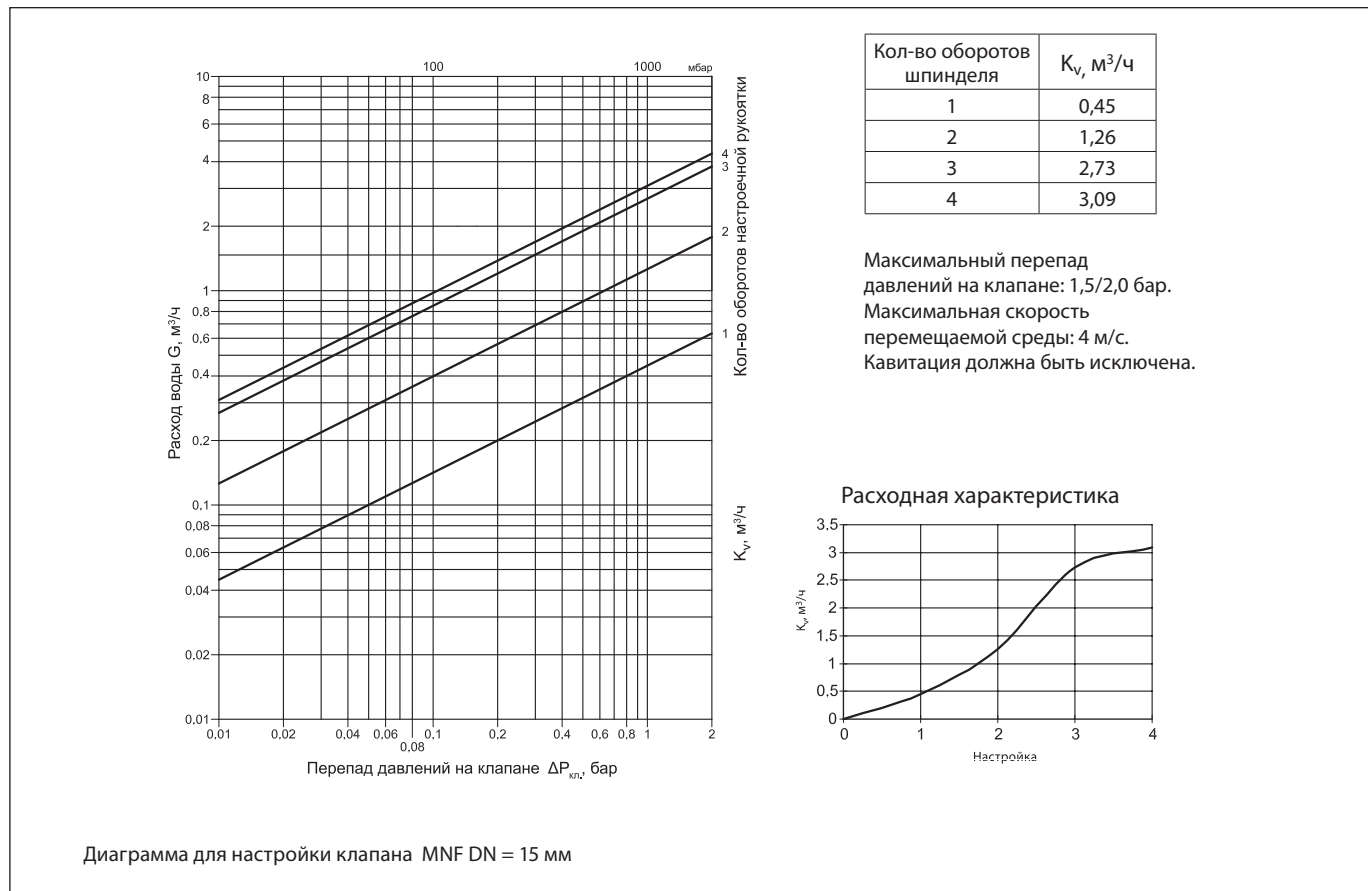 100
1000
мбар
10
8
6
4
2
1
0,8
0,6
0,4
0,2
0,1
0,08
0,06
0,04
0,02
0,01
Расход воды G, м³/ч
4
3
2
1
Кол-во оборотов настроечной рукоятки
Kv, м³/ч
0,01
0,02
0,04
0,06
0,08
0,1
0,2
0,4
0,6
0,8
1
2
Перепад давлений на клапане ΔPкл., бар
Кол-во оборотов шпинделя
Kv, м³/ч
1 0,45
2 1,26
3 2,73
4 3,09
Максимальный перепад
давлений на клапане: 1,5/2,0 бар.
Максимальная скорость
перемещаемой среды: 4 м/с.
Кавитация должна быть исключена.
Расходная характеристика
3.5
3
2,5
2
1,5
1
0,5
0
Kv, м³/ч
0 1 2 3 4
Настройка
Диаграмма для настройки клапана MNF DN = 15 мм